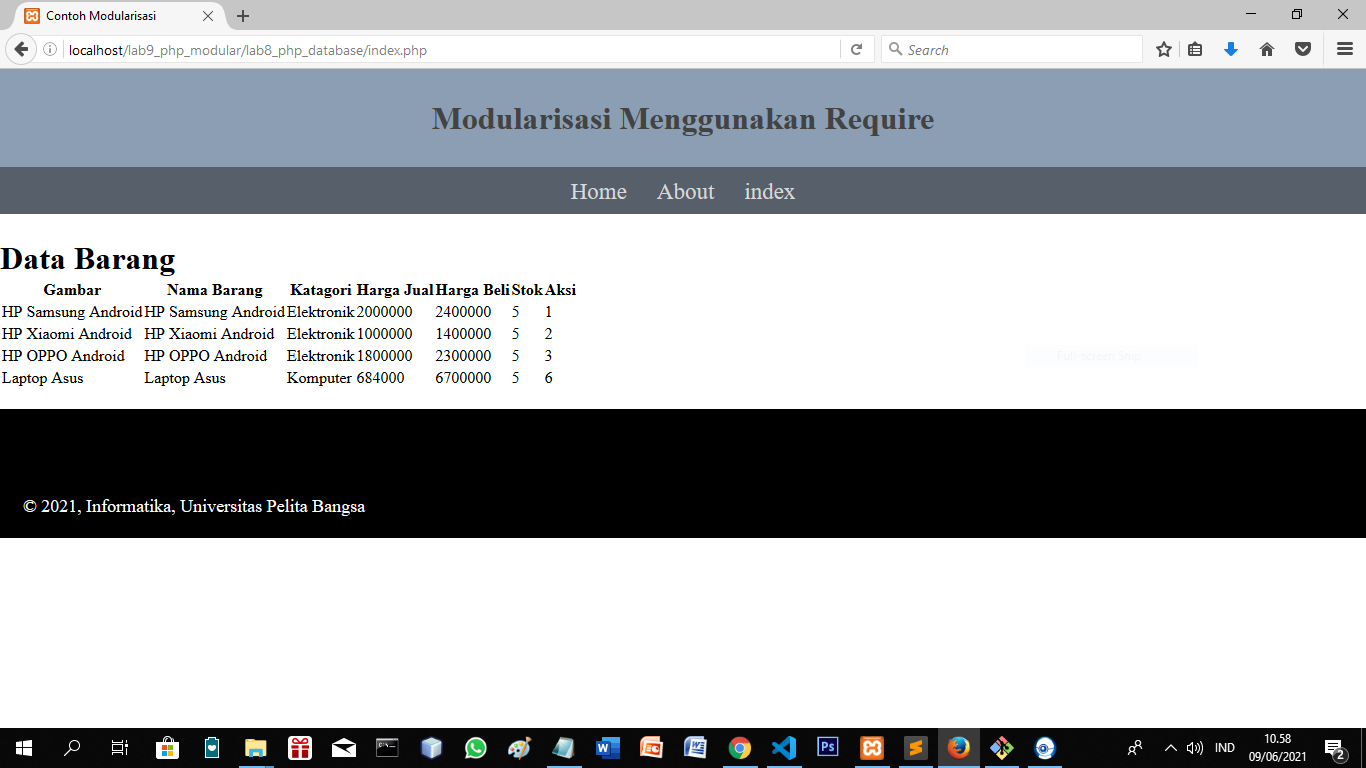 Contoh Modularisasi
localhost/lab9_php_modular/lab8_php_database/index.php
Search
Modularisasi Menggunakan Require
Home About index
Data Barang
Gambar Nama Barang Katagori Harga Jual Harga Beli Stok Aksi
HP Samsung Android HP Samsung Android Elektronik 2000000 2400000 5 1
HP Xiaomi Android HP Xiaomi Android Elektronik 1000000 1400000 5 2
HP OPPO Android HP OPPO Android Elektronik 1800000 2300000 5 3
Full-screen Snip
Laptop Asus Laptop Asus Komputer 684000 6700000 5 6
© 2021, Informatika, Universitas Pelita Bangsa
Ps
IND
10.58
09/06/2021
2